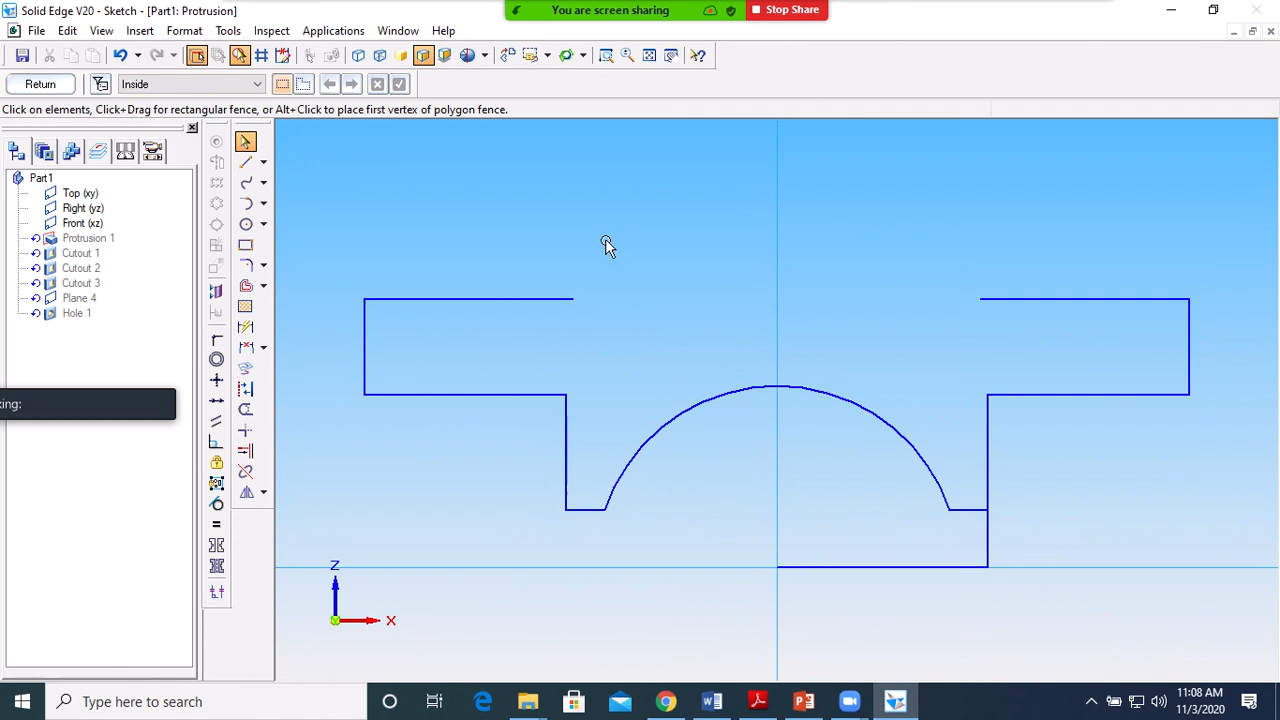 Solid Edge V20 - Sketch - [Part1: Protrusion]
You are screen sharing
Stop Share
File Edit View Insert Format Tools Inspect Applications Window Help
Return
Inside
Click on elements, Click+Drag for rectangular fence, or Alt+Click to place first vertex of polygon fence.
Part1
Top (xy)
Right (yz)
Front (xz)
Protrusion 1
Cutout 1
Cutout 2
Cutout 3
Plane 4
Hole 1
king:
Z
X
Type here to search
11:08 AM
11/3/2020